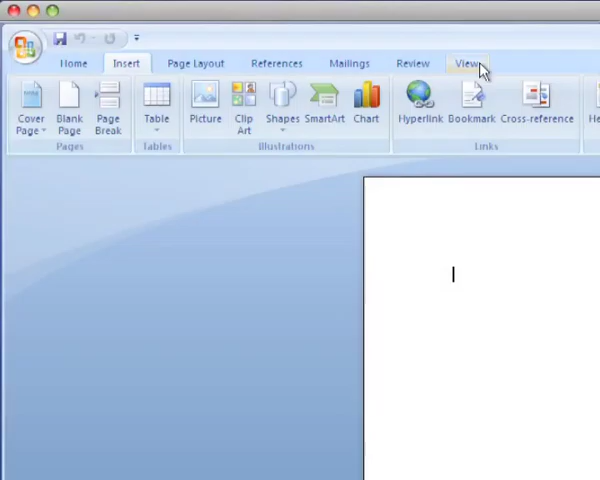 Home Insert Page Layout References Mailings Review View
Cover Page Blank Page Page Break Table Picture Clip Art Shapes SmartArt Chart Hyperlink Bookmark Cross-reference
Pages Tables Illustrations Links